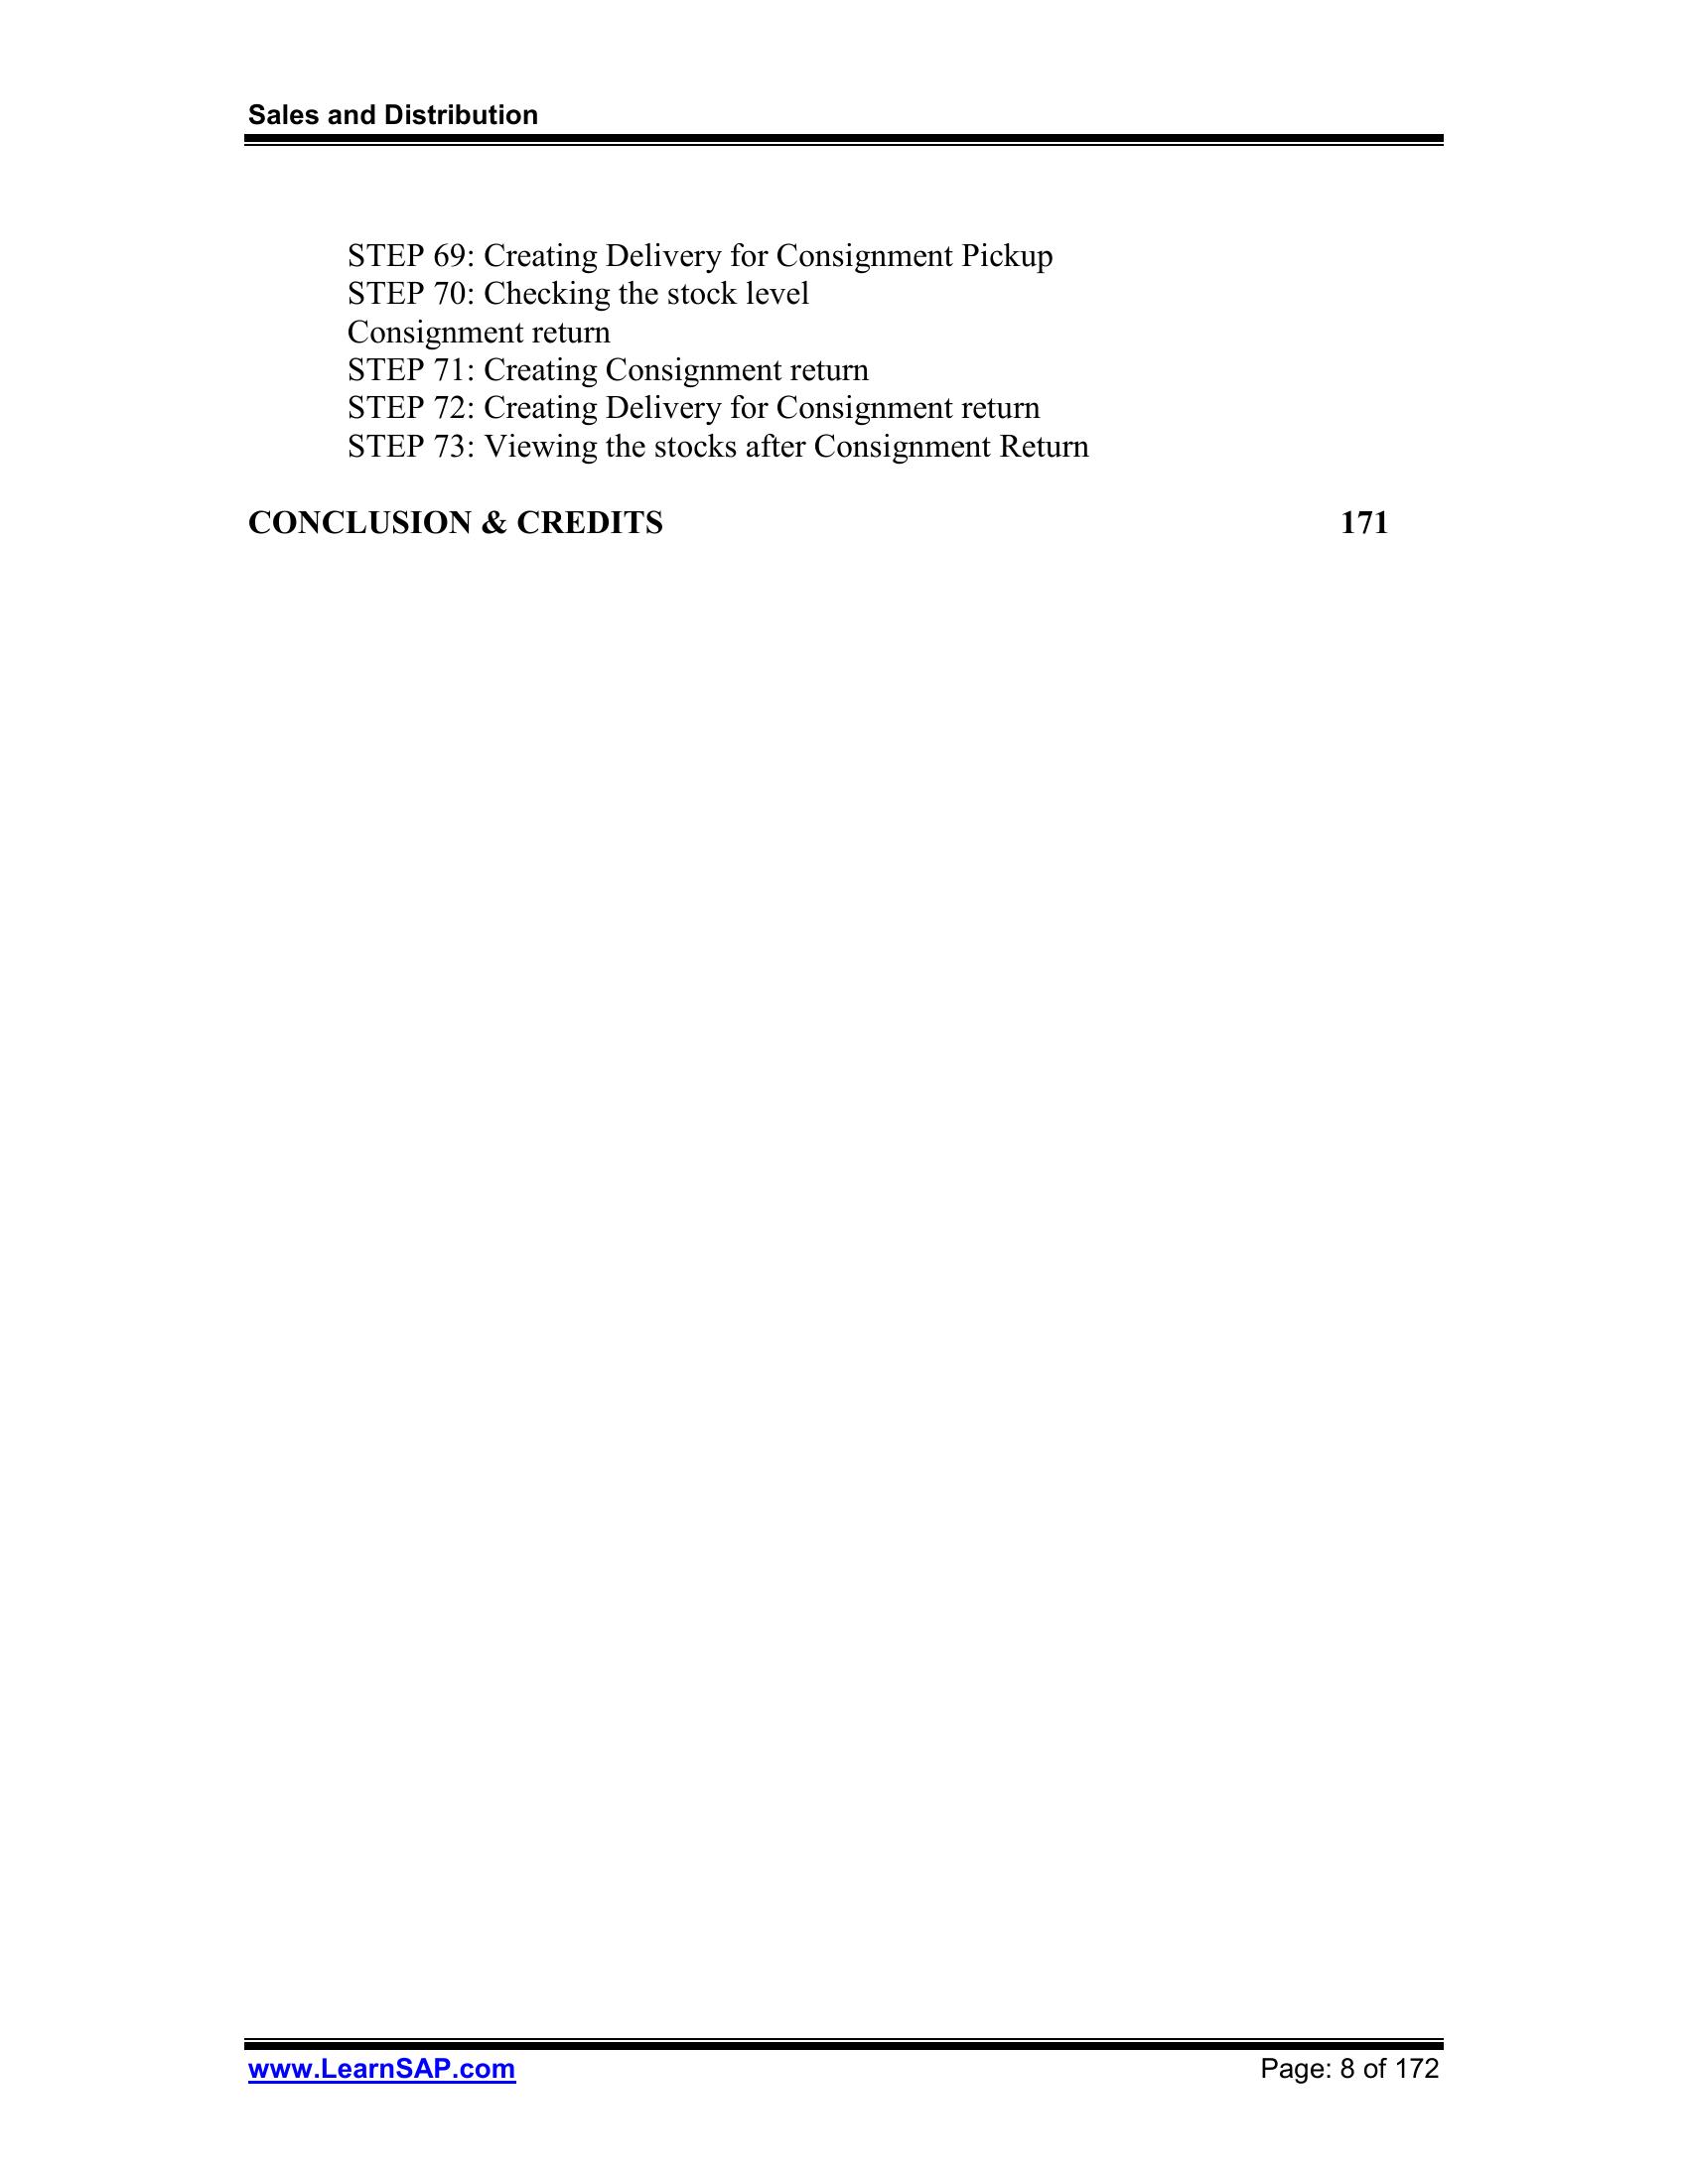 Sales and Distribution
STEP 69: Creating Delivery for Consignment Pickup
STEP 70: Checking the stock level
Consignment return
STEP 71: Creating Consignment return
STEP 72: Creating Delivery for Consignment return
STEP 73: Viewing the stocks after Consignment Return
CONCLUSION & CREDITS 171
www.LearnSAP.com Page: 8 of 172